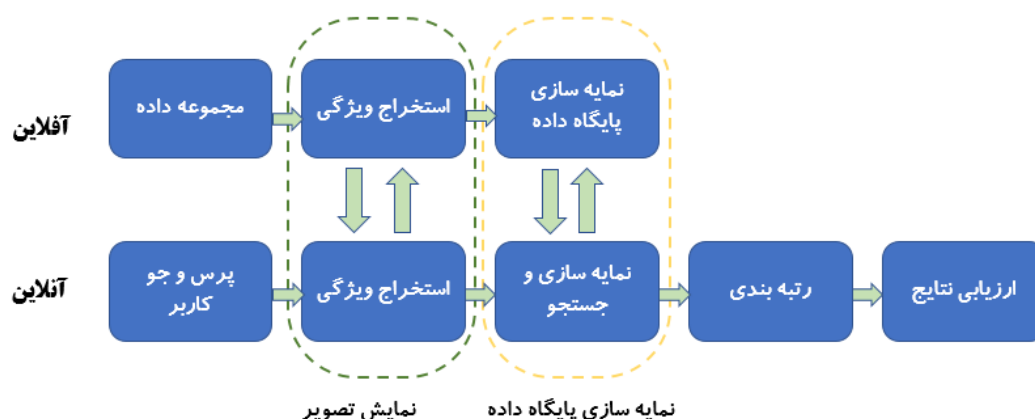 آفلاین
مجموعه داده
استخراج ویژگی
نمایه سازی
پایگاه داده
آنلاین
پرس و جو
کاربر
استخراج ویژگی
نمایه سازی و
جستجو
رتبه بندی
ارزیابی نتایج
نمایش تصویر
نمایه سازی پایگاه داده